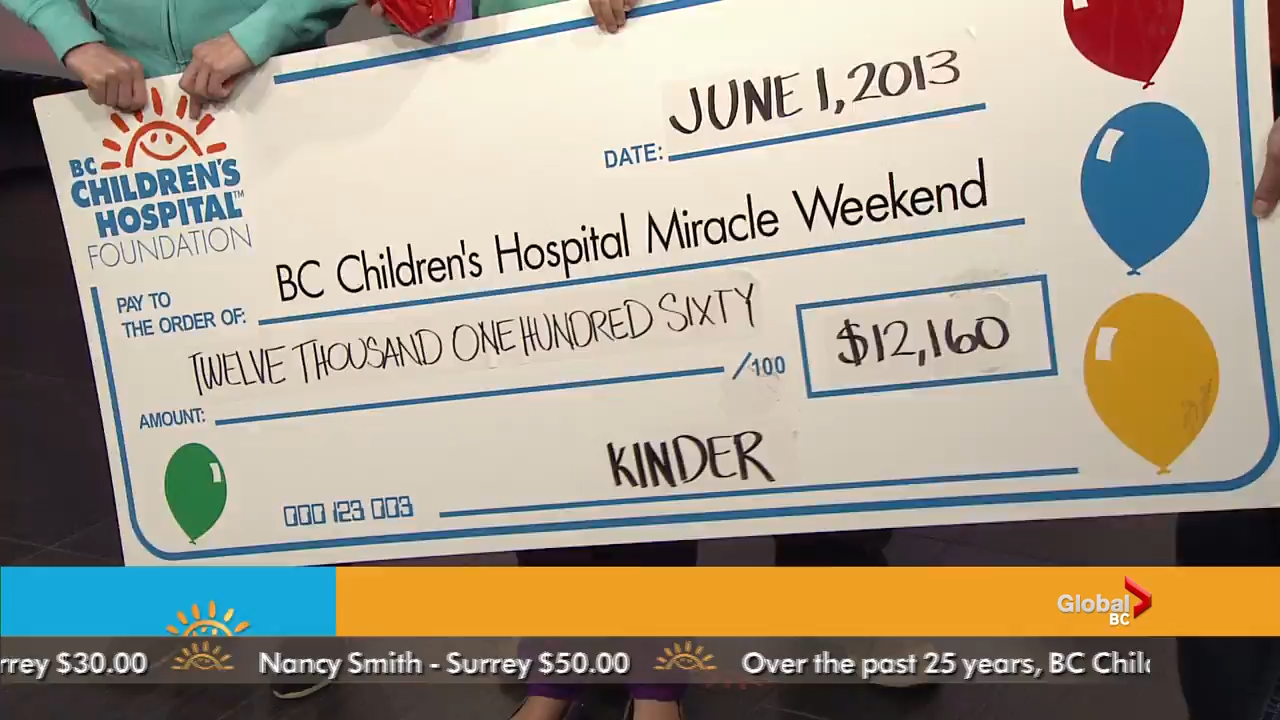 JUNE 1, 2013
DATE:
BC
CHILDREN'S
HOSPITAL™
FOUNDATION
BC Children's Hospital Miracle Weekend
PAY TO
THE ORDER OF:
TWELVE THOUSAND ONE HUNDRED SIXTY
/100
$12,160
AMOUNT:
KINDER
000 123 003
Global
BC
rrey $30.00 Nancy Smith - Surrey $50.00 Over the past 25 years, BC Chil